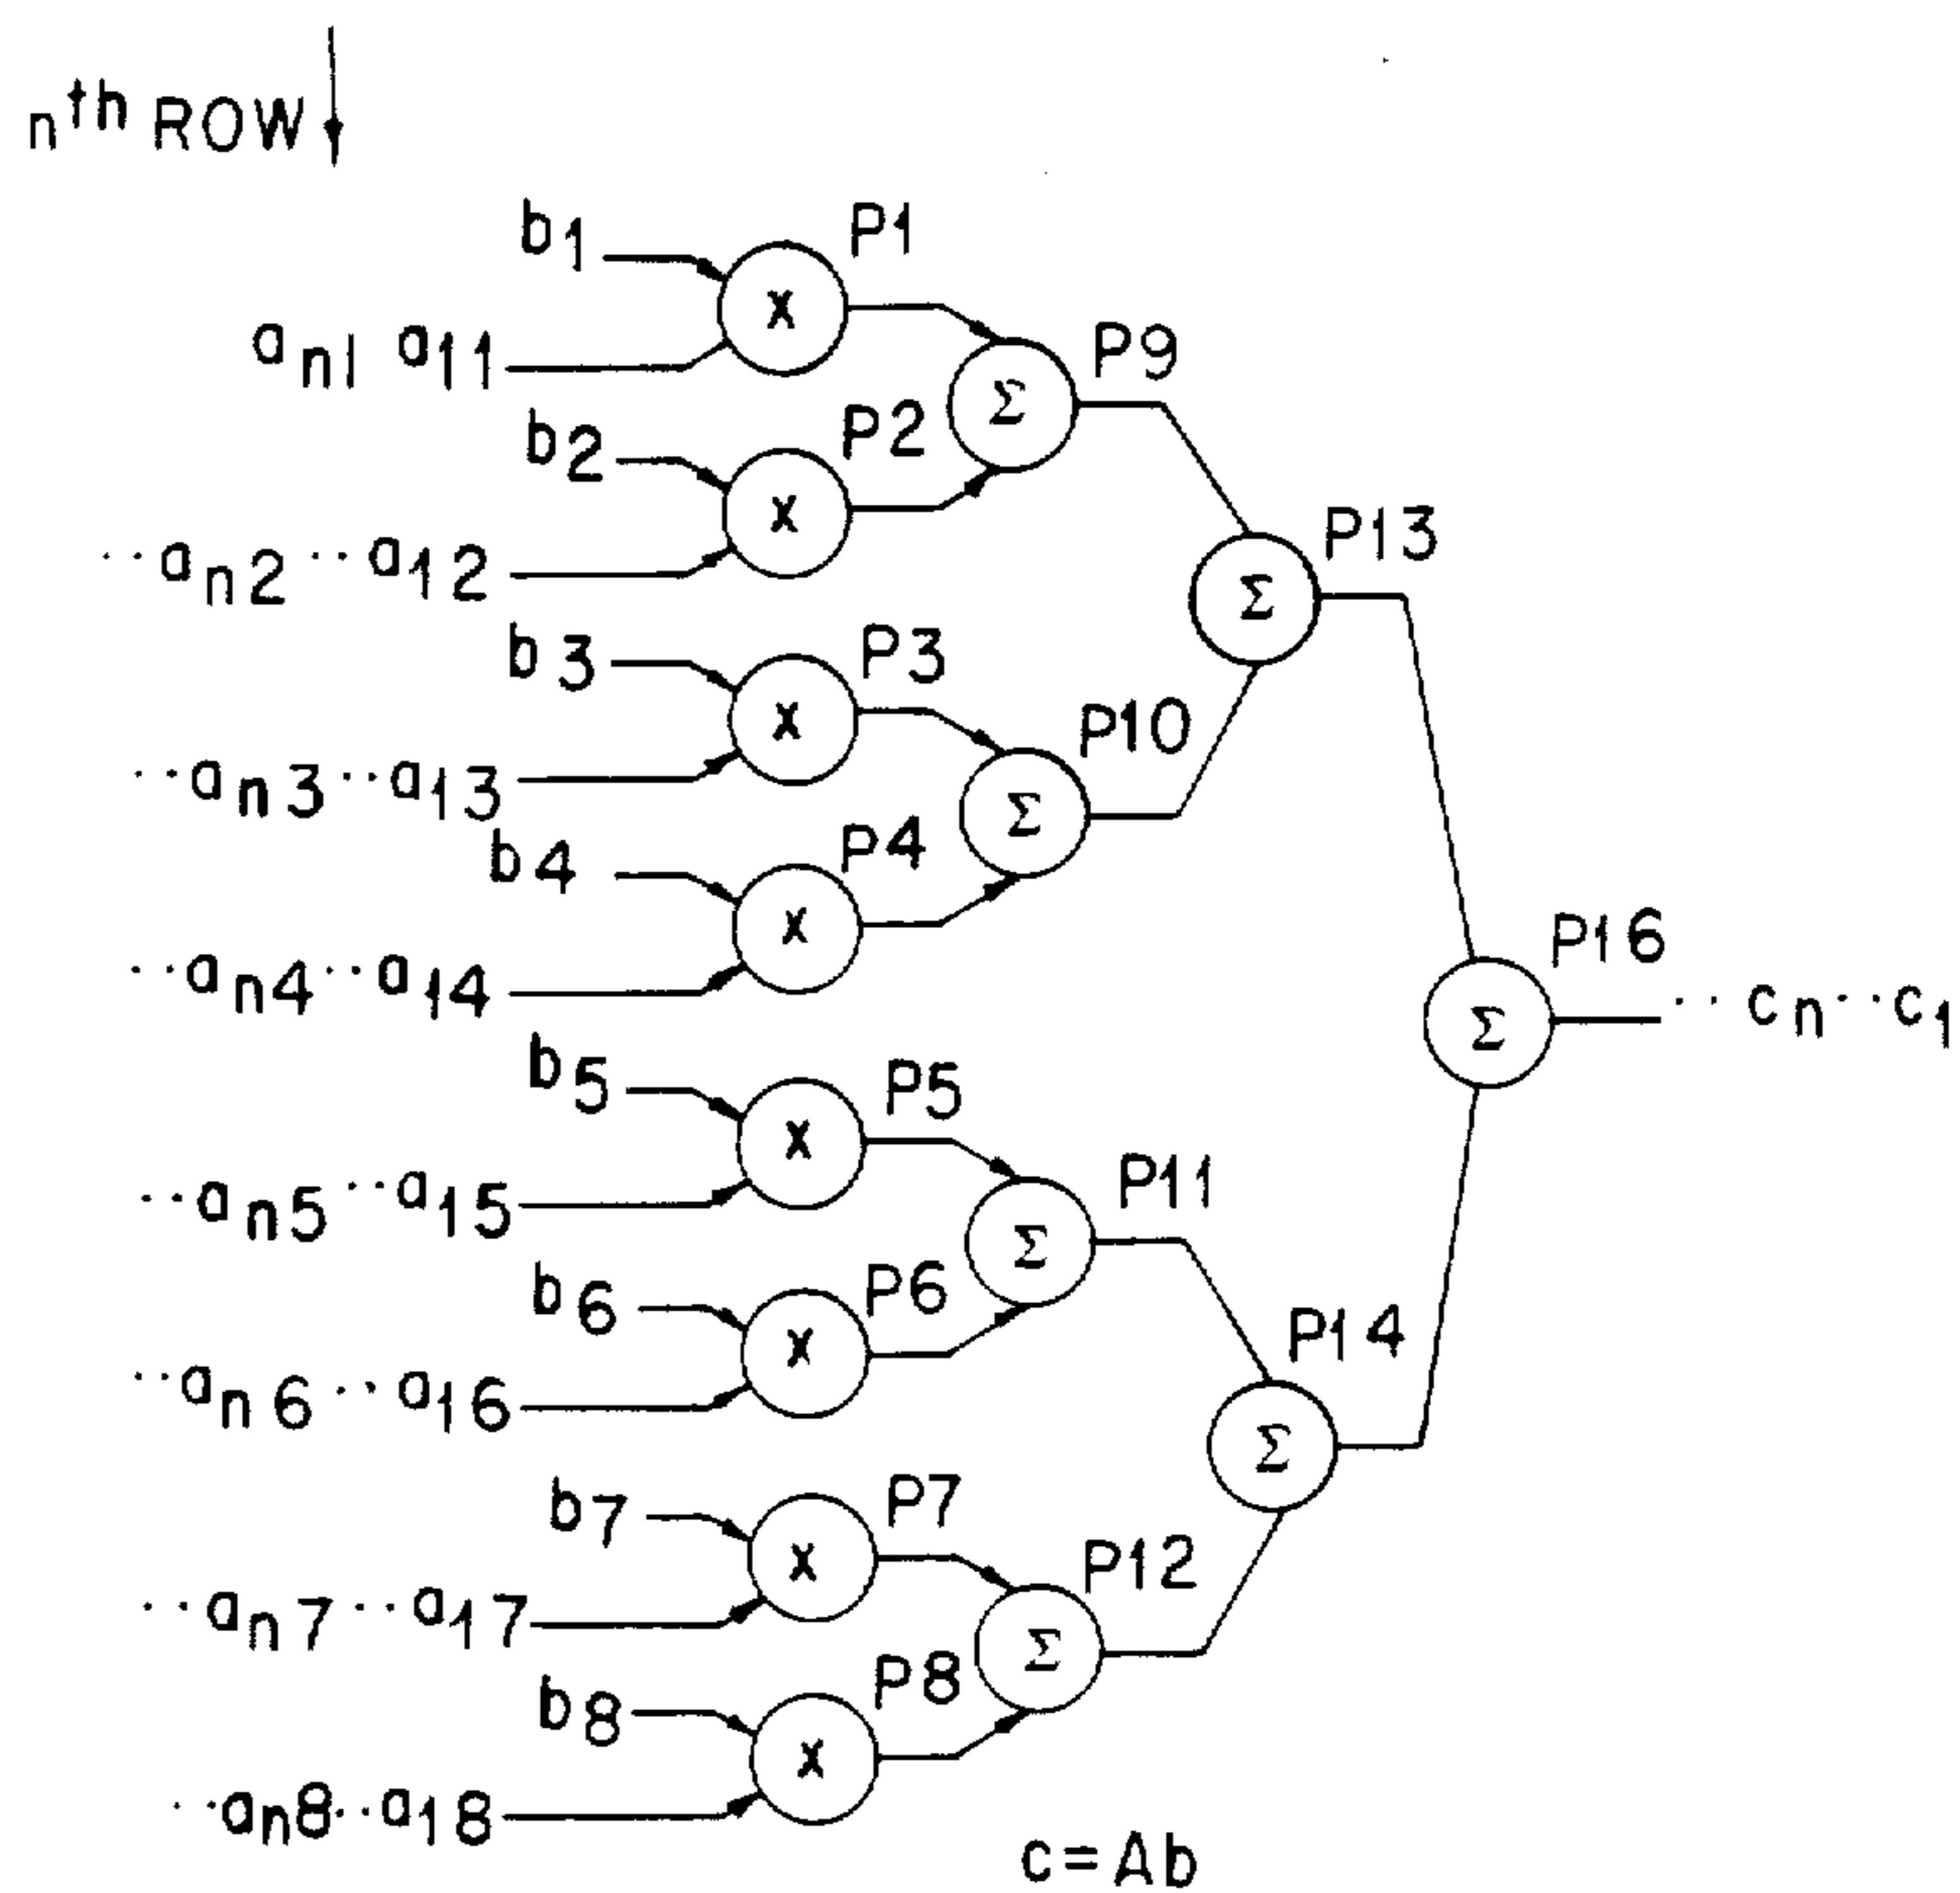 nth ROW
b1 P1
X
an1 a11
Σ P9
b2 P2
X
··an2··a12
Σ P13
b3 P3
X
··an3··a13
Σ P10
b4 P4
X
··an4··a14
Σ P16 ··cn··c1
b5 P5
X
··an5··a15
Σ P11
b6 P6
X
··an6··a16
Σ P14
b7 P7
X
··an7··a17
Σ P12
b8 P8
X
··an8··a18
c=Ab